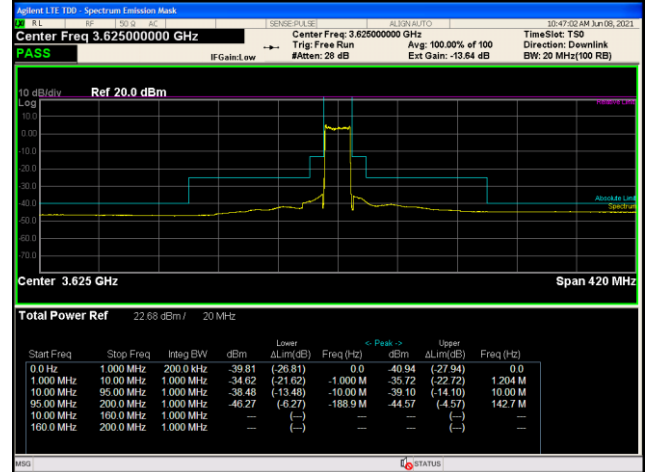 Agilent LTE TDD - Spectrum Emission Mask
RL RF 50 Ω AC SENSE:PULSE ALIGN AUTO 10:47:02 AM Jun 08, 2021
Center Freq 3.625000000 GHz Center Freq: 3.625000000 GHz TimeSlot: TS0
Trig: Free Run Avg: 100.00% of 100 Direction: Downlink
PASS IFGain:Low #Atten: 28 dB Ext Gain: -13.64 dB BW: 20 MHz(100 RB)
10 dB/div Ref 20.0 dBm
Log Relative Limit
10.0
0.00
-10.0
-20.0
-30.0
-40.0 Absolute Limit
Spectrum
-50.0
-60.0
-70.0
Center 3.625 GHz Span 420 MHz
Total Power Ref 22.68 dBm / 20 MHz
Lower <- Peak -> Upper
Start Freq Stop Freq Integ BW dBm ΔLim(dB) Freq (Hz) dBm ΔLim(dB) Freq (Hz)
0.0 Hz 1.000 MHz 200.0 kHz -39.81 (-26.81) 0.0 -40.94 (-27.94) 0.0
1.000 MHz 10.00 MHz 1.000 MHz -34.62 (-21.62) -1.000 M -35.72 (-22.72) 1.204 M
10.00 MHz 95.00 MHz 1.000 MHz -38.48 (-13.48) -10.00 M -39.10 (-14.10) 10.00 M
95.00 MHz 200.0 MHz 1.000 MHz -46.27 (-6.27) -188.9 M -44.57 (-4.57) 142.7 M
10.00 MHz 160.0 MHz 1.000 MHz --- (---) --- --- (---) ---
160.0 MHz 200.0 MHz 1.000 MHz --- (---) --- --- (---) ---
MSG STATUS